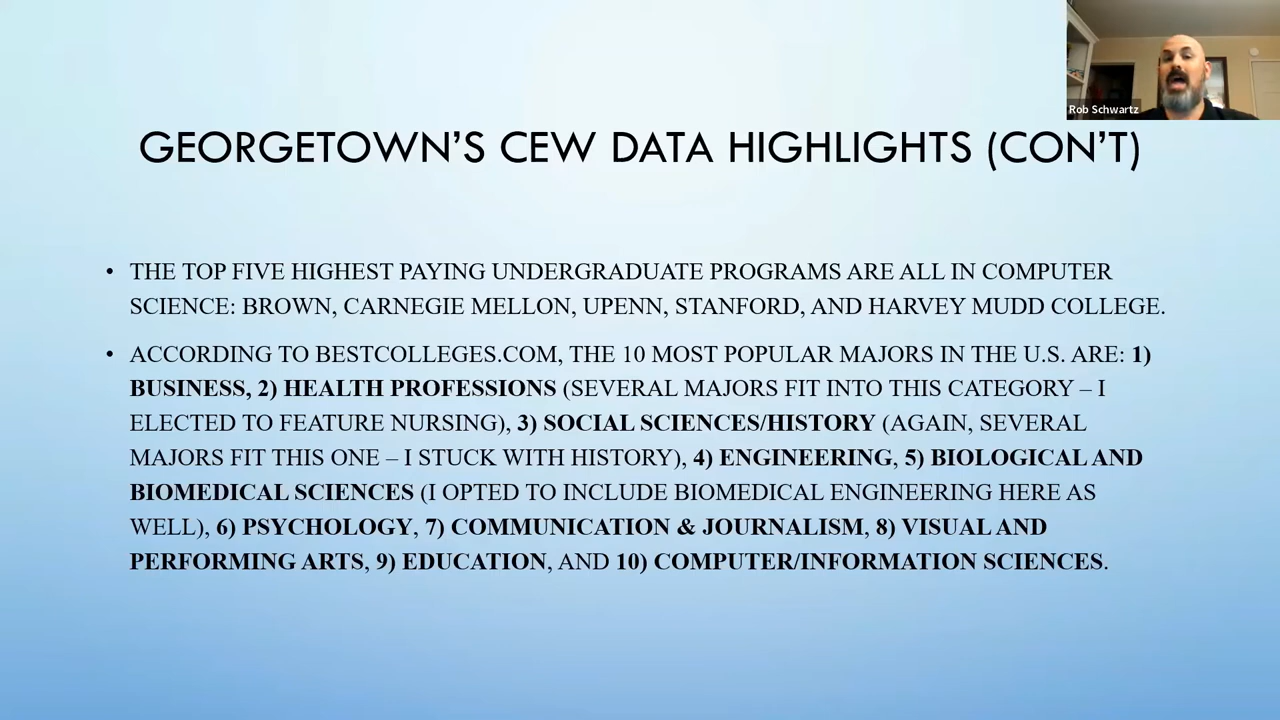 Rob Schwartz
GEORGETOWN'S CEW DATA HIGHLIGHTS (CON'T)
• THE TOP FIVE HIGHEST PAYING UNDERGRADUATE PROGRAMS ARE ALL IN COMPUTER
SCIENCE: BROWN, CARNEGIE MELLON, UPENN, STANFORD, AND HARVEY MUDD COLLEGE.
• ACCORDING TO BESTCOLLEGES.COM, THE 10 MOST POPULAR MAJORS IN THE U.S. ARE: 1)
BUSINESS, 2) HEALTH PROFESSIONS (SEVERAL MAJORS FIT INTO THIS CATEGORY – I
ELECTED TO FEATURE NURSING), 3) SOCIAL SCIENCES/HISTORY (AGAIN, SEVERAL
MAJORS FIT THIS ONE – I STUCK WITH HISTORY), 4) ENGINEERING, 5) BIOLOGICAL AND
BIOMEDICAL SCIENCES (I OPTED TO INCLUDE BIOMEDICAL ENGINEERING HERE AS
WELL), 6) PSYCHOLOGY, 7) COMMUNICATION & JOURNALISM, 8) VISUAL AND
PERFORMING ARTS, 9) EDUCATION, AND 10) COMPUTER/INFORMATION SCIENCES.